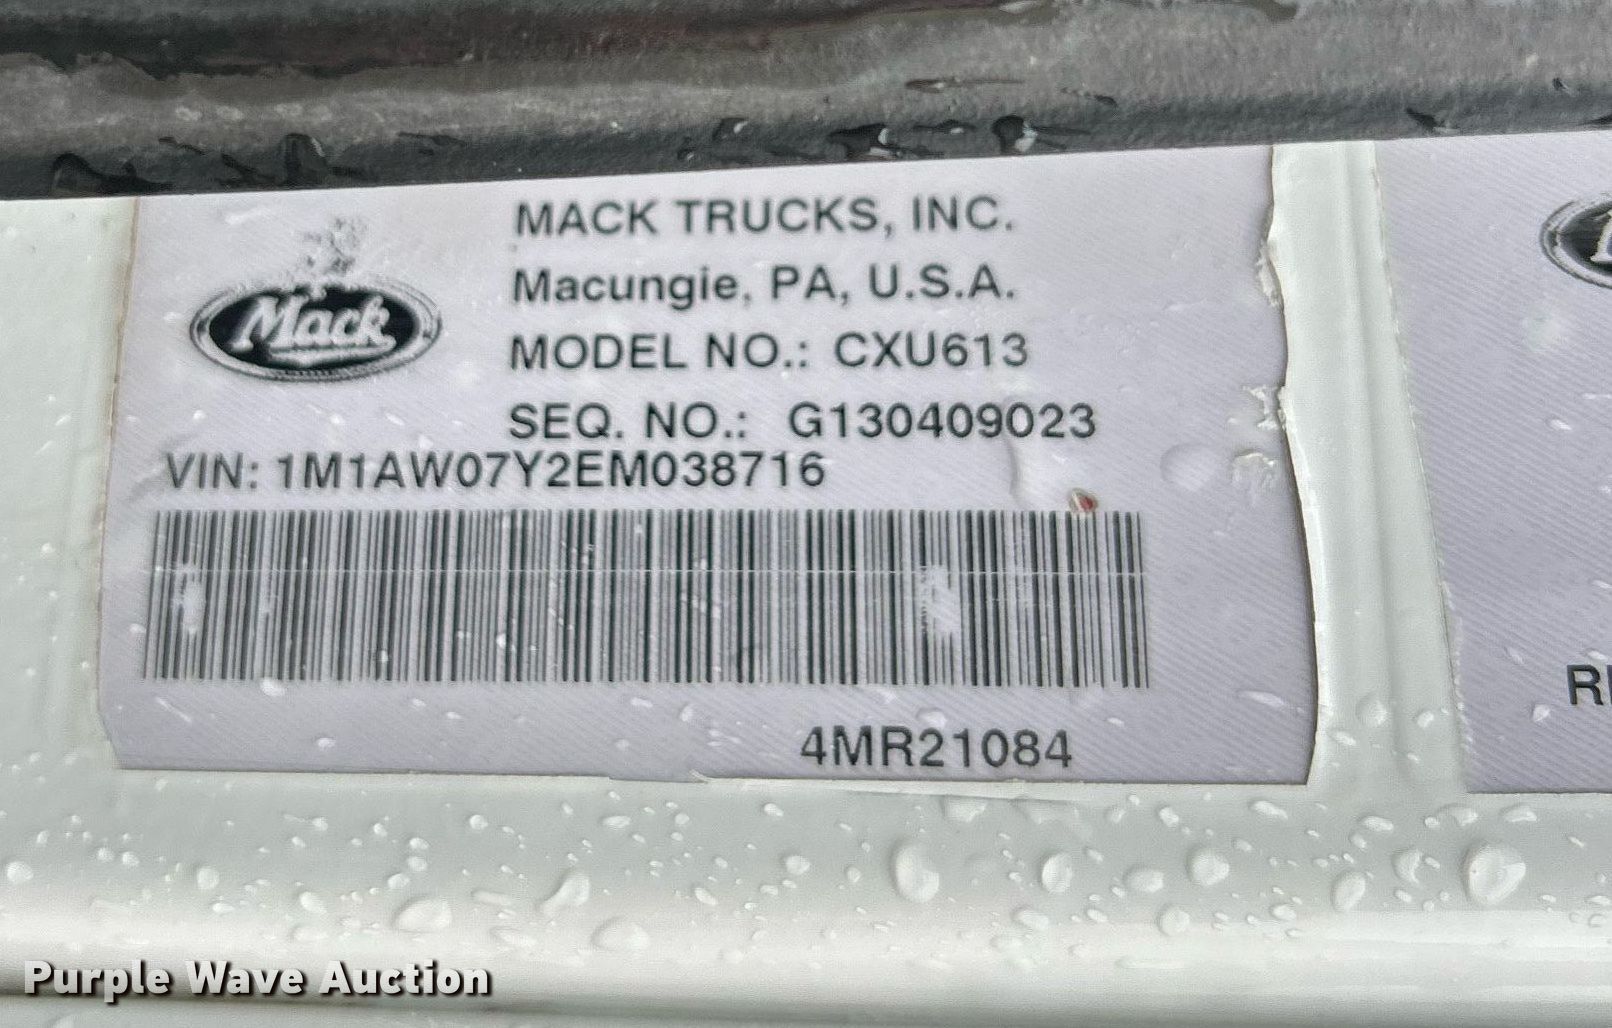 MACK TRUCKS, INC.
Macungie, PA, U.S.A.
Mack
MODEL NO.: CXU613
SEQ. NO.: G130409023
VIN: 1M1AW07Y2EM038716
4MR21084
Purple Wave Auction